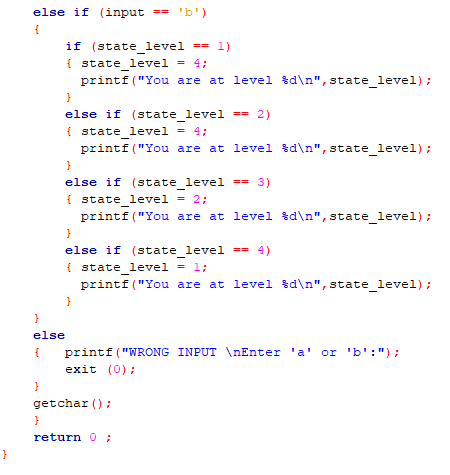 else if (input == 'b')
{
if (state_level == 1)
{ state_level = 4;
printf("You are at level %d\n",state_level);
}
else if (state_level == 2)
{ state_level = 4;
printf("You are at level %d\n",state_level);
}
else if (state_level == 3)
{ state_level = 2;
printf("You are at level %d\n",state_level);
}
else if (state_level == 4)
{ state_level = 1;
printf("You are at level %d\n",state_level);
}
}
else
{ printf("WRONG INPUT \nEnter 'a' or 'b':");
exit (0);
}
getchar();
}
return 0 ;
}